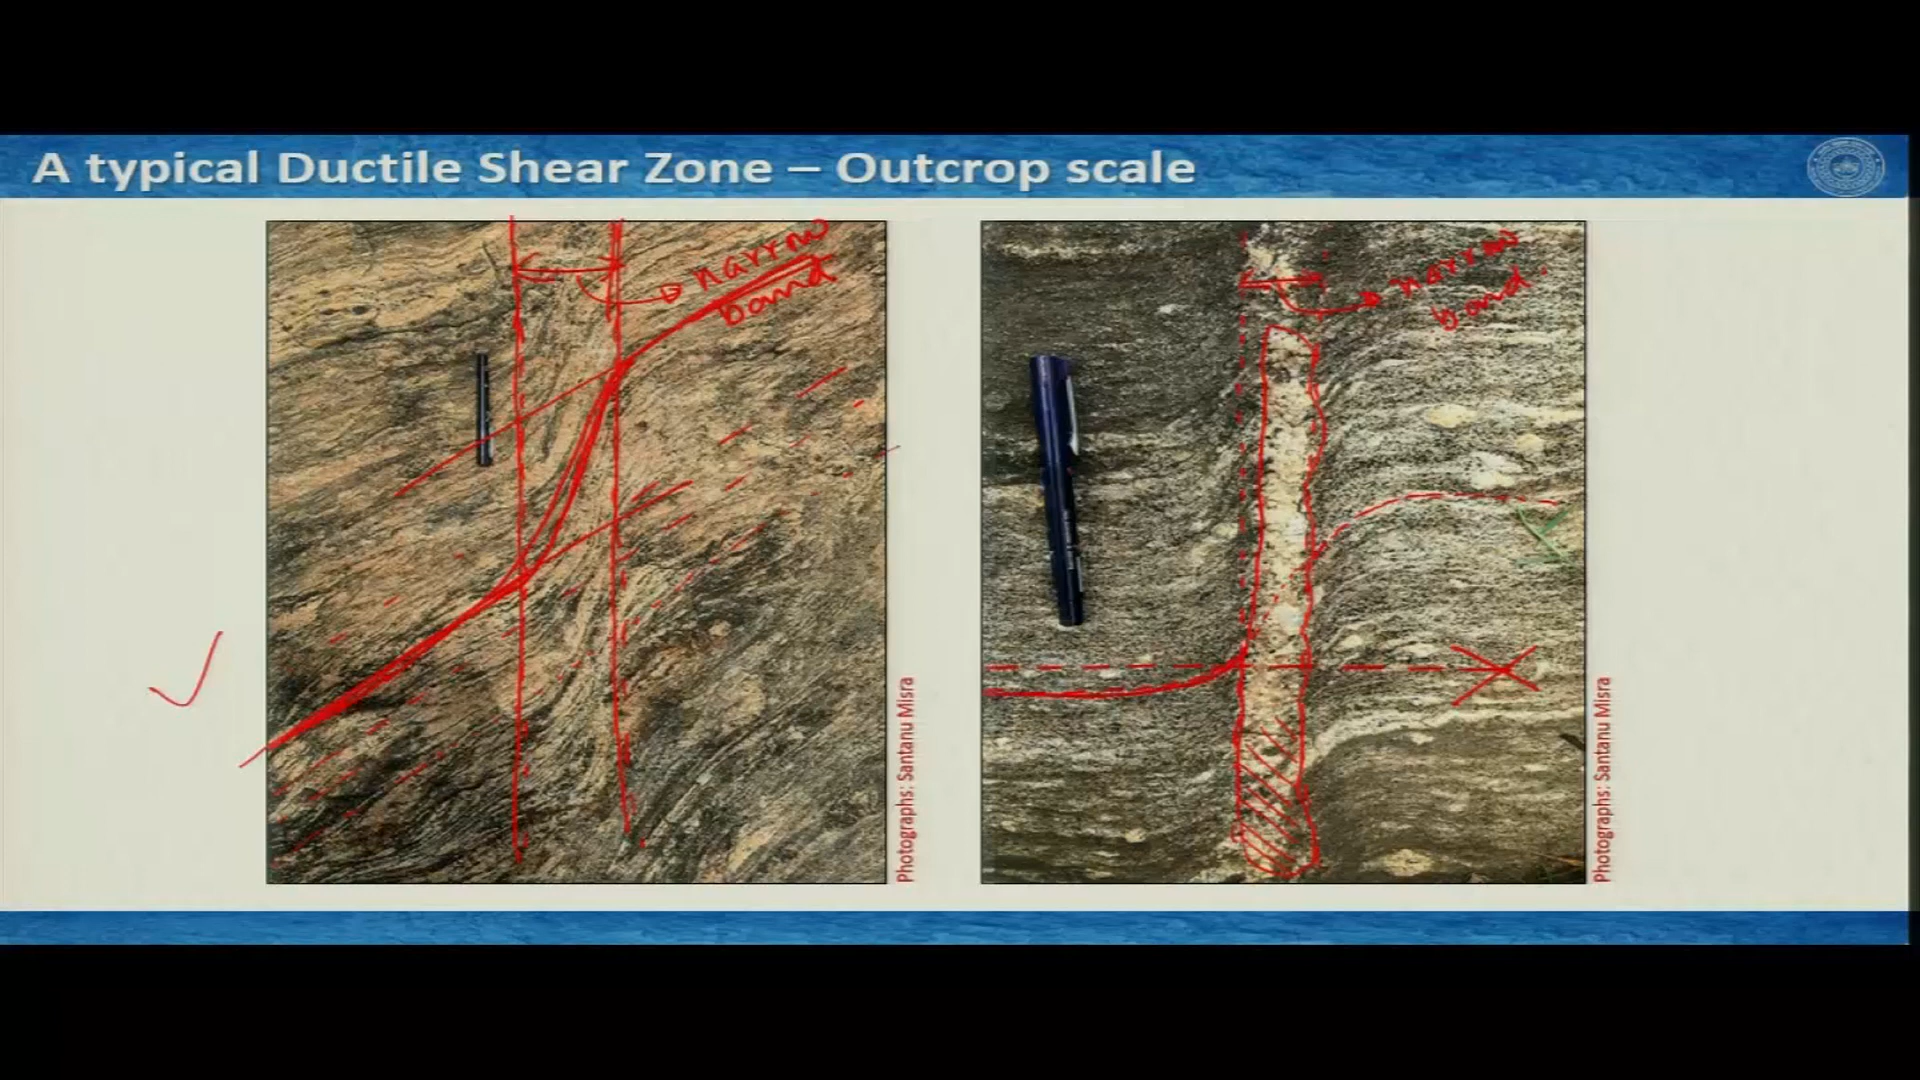 A typical Ductile Shear Zone – Outcrop scale
narrow
band
Photographs: Santanu Misra
narrow
band.
Photographs: Santanu Misra